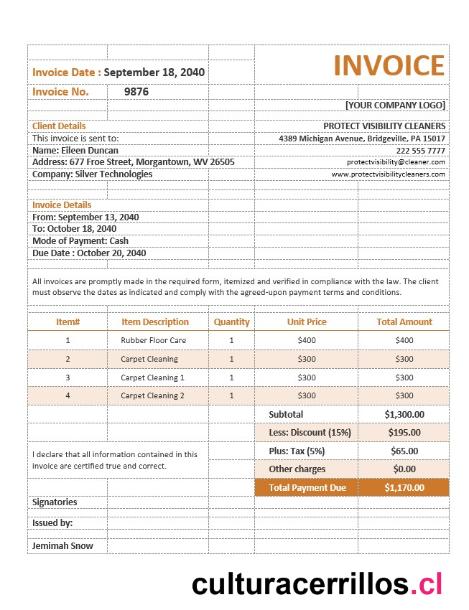 INVOICE
Invoice Date : September 18, 2040
Invoice No. 9876
[YOUR COMPANY LOGO]
Client Details PROTECT VISIBILITY CLEANERS
This invoice is sent to: 4389 Michigan Avenue, Bridgeville, PA 15017
Name: Eileen Duncan 222 555 7777
Address: 677 Froe Street, Morgantown, WV 26505 protectvisibility@cleaner.com
Company: Silver Technologies www.protectvisibilitycleaners.com
Invoice Details
From: September 13, 2040
To: October 18, 2040
Mode of Payment: Cash
Due Date : October 20, 2040
All invoices are promptly made in the required form, itemized and verified in compliance with the law. The client
must observe the dates as indicated and comply with the agreed-upon payment terms and conditions.
Item# Item Description Quantity Unit Price Total Amount
1 Rubber Floor Care 1 $400 $400
2 Carpet Cleaning 1 $300 $300
3 Carpet Cleaning 1 1 $300 $300
4 Carpet Cleaning 2 1 $300 $300
Subtotal $1,300.00
Less: Discount (15%) $195.00
Plus: Tax (5%) $65.00
I declare that all information contained in this
invoice are certified true and correct.
Other charges $0.00
Total Payment Due $1,170.00
Signatories
Issued by:
Jemimah Snow
culturacerrillos.cl